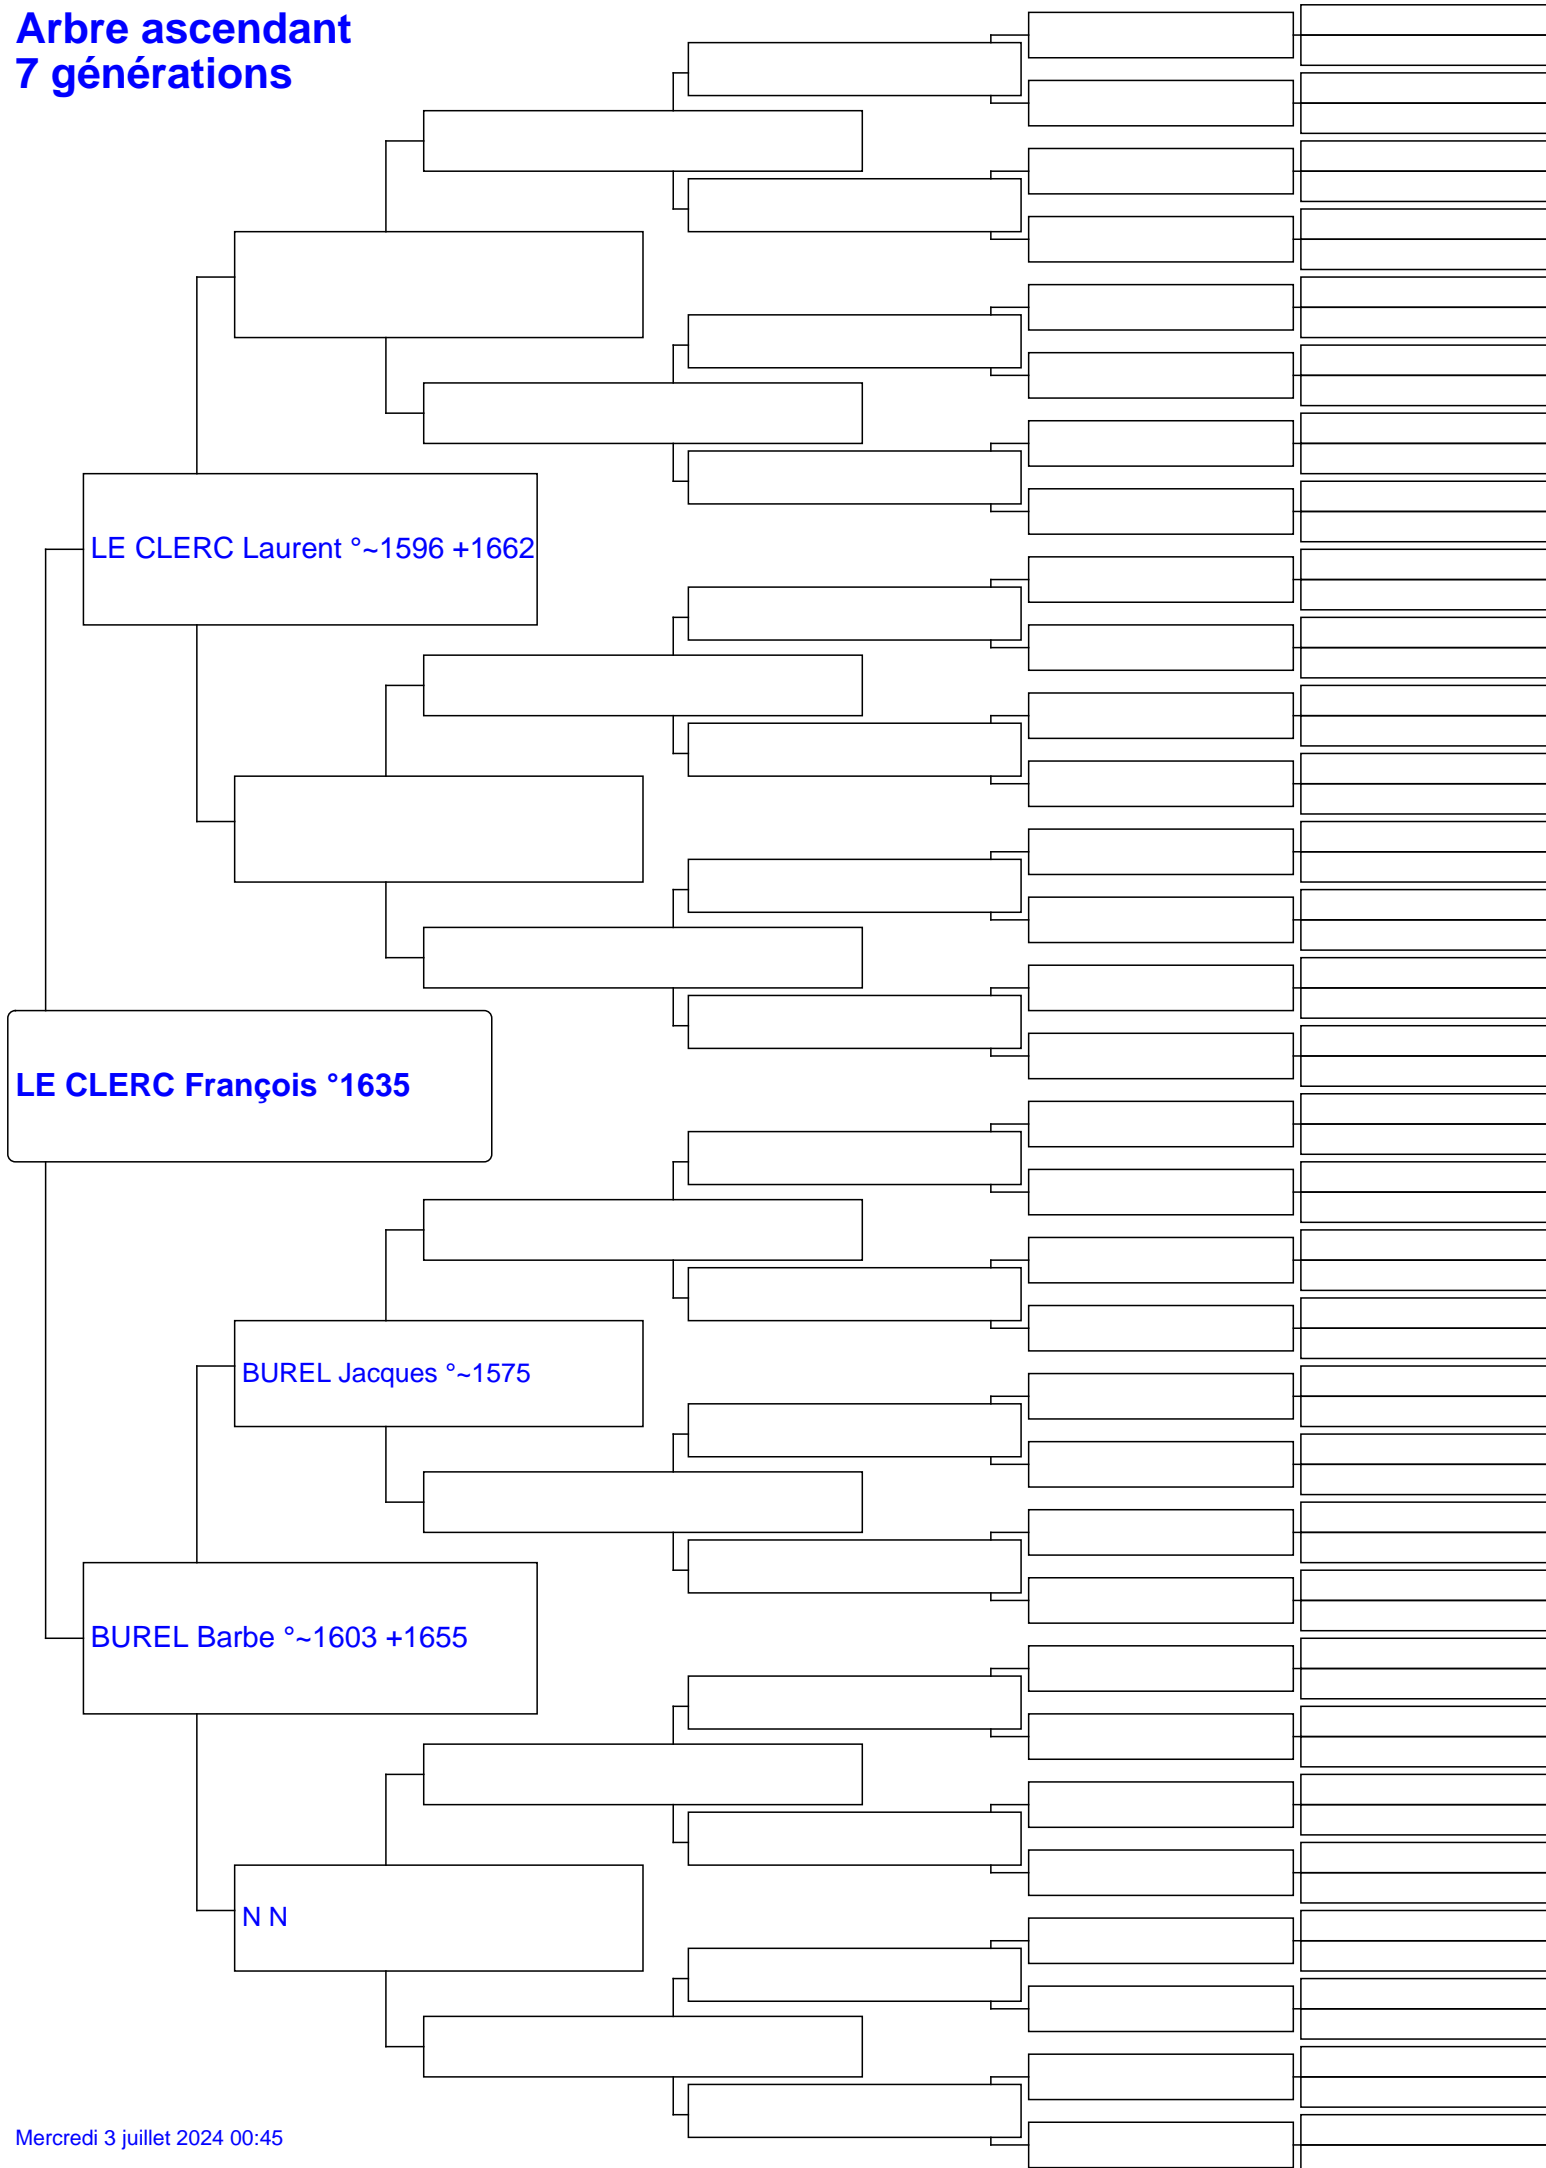 Arbre ascendant
7 générations
LE CLERC Laurent °~1596 +1662
LE CLERC François °1635
BUREL Jacques °~1575
BUREL Barbe °~1603 +1655
N N
Mercredi 3 juillet 2024 00:45